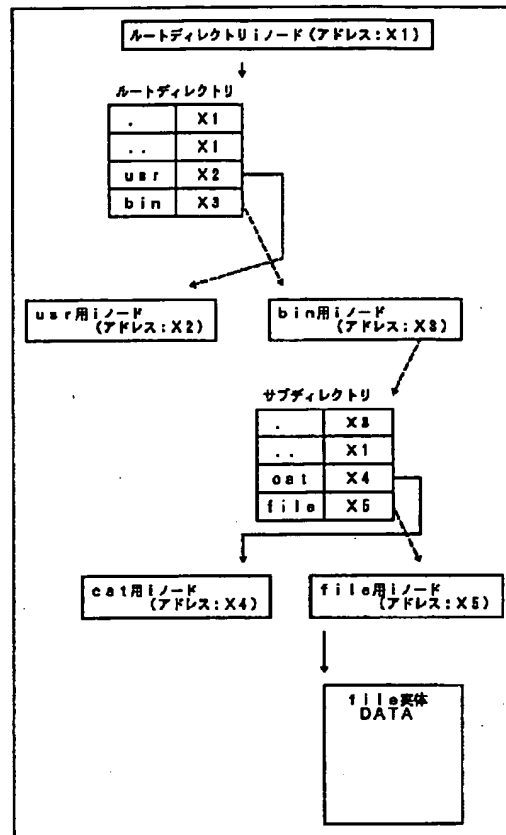 ルートディレクトリiノード(アドレス:X1)
ルートディレクトリ
. X1
.. X1
usr X2
bin X3
usr用iノード
(アドレス:X2)
bin用iノード
(アドレス:X3)
サブディレクトリ
. X3
.. X1
cat X4
file X5
cat用iノード
(アドレス:X4)
file用iノード
(アドレス:X5)
file実体
DATA